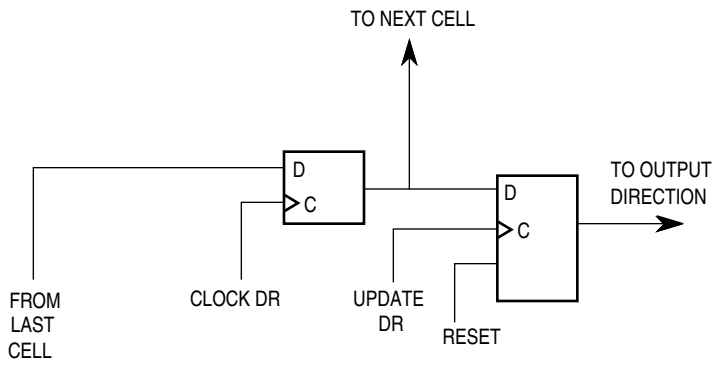 TO NEXT CELL
D
C
D
C
TO OUTPUT
DIRECTION
FROM
LAST
CELL
CLOCK DR
UPDATE
DR
RESET